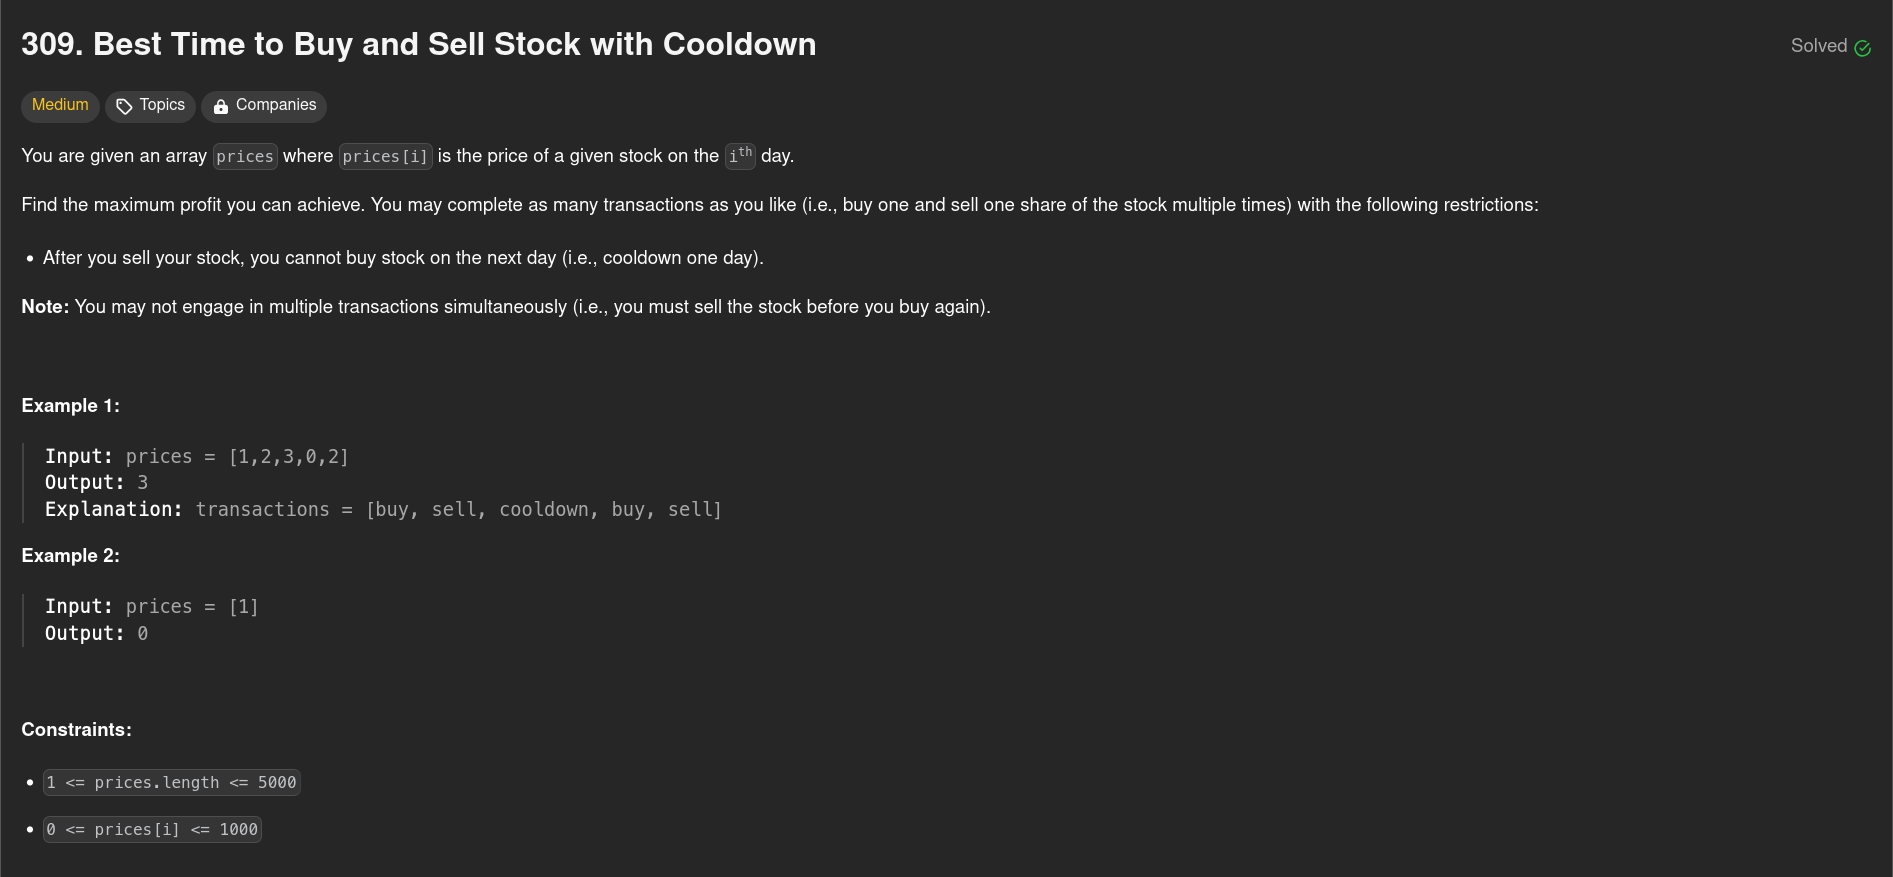 309. Best Time to Buy and Sell Stock with Cooldown
Solved
Medium
Topics
Companies
You are given an array prices where prices[i] is the price of a given stock on the ith day.
Find the maximum profit you can achieve. You may complete as many transactions as you like (i.e., buy one and sell one share of the stock multiple times) with the following restrictions:
• After you sell your stock, you cannot buy stock on the next day (i.e., cooldown one day).
Note: You may not engage in multiple transactions simultaneously (i.e., you must sell the stock before you buy again).
Example 1:
Input: prices = [1,2,3,0,2]
Output: 3
Explanation: transactions = [buy, sell, cooldown, buy, sell]
Example 2:
Input: prices = [1]
Output: 0
Constraints:
• 1 <= prices.length <= 5000
• 0 <= prices[i] <= 1000